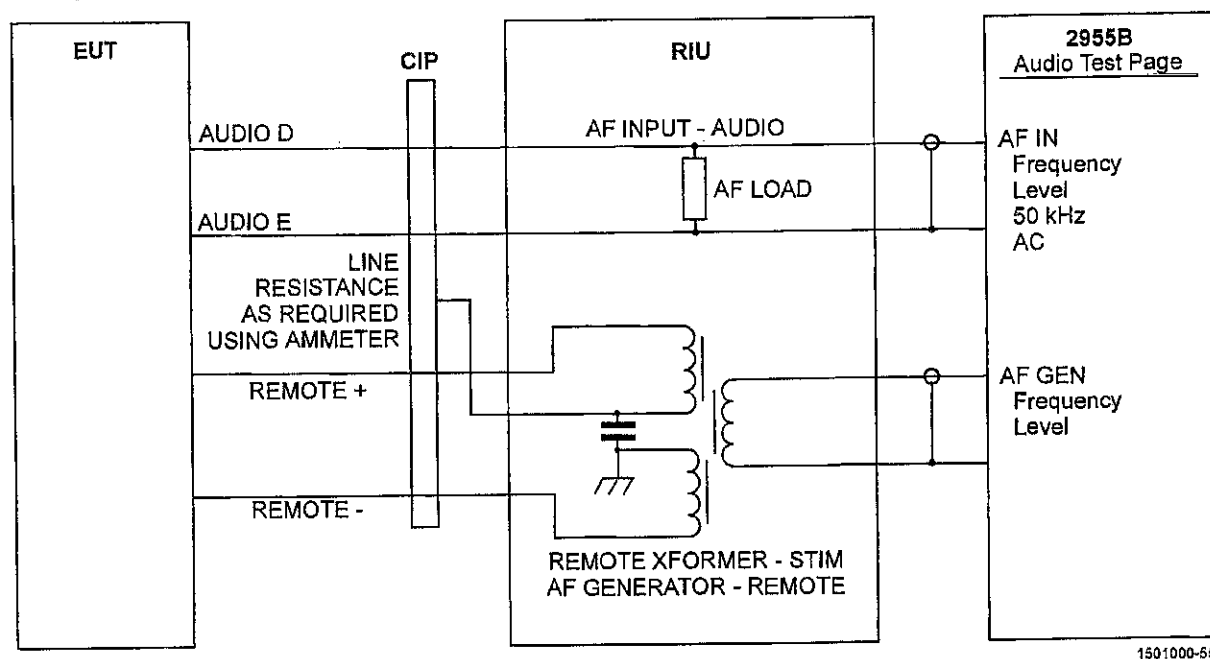 EUT
CIP
RIU
2955B
Audio Test Page
AUDIO D
AF INPUT - AUDIO
AF LOAD
AUDIO E
AF IN
Frequency
Level
50 kHz
AC
LINE
RESISTANCE
AS REQUIRED
USING AMMETER
REMOTE +
AF GEN
Frequency
Level
REMOTE -
REMOTE XFORMER - STIM
AF GENERATOR - REMOTE